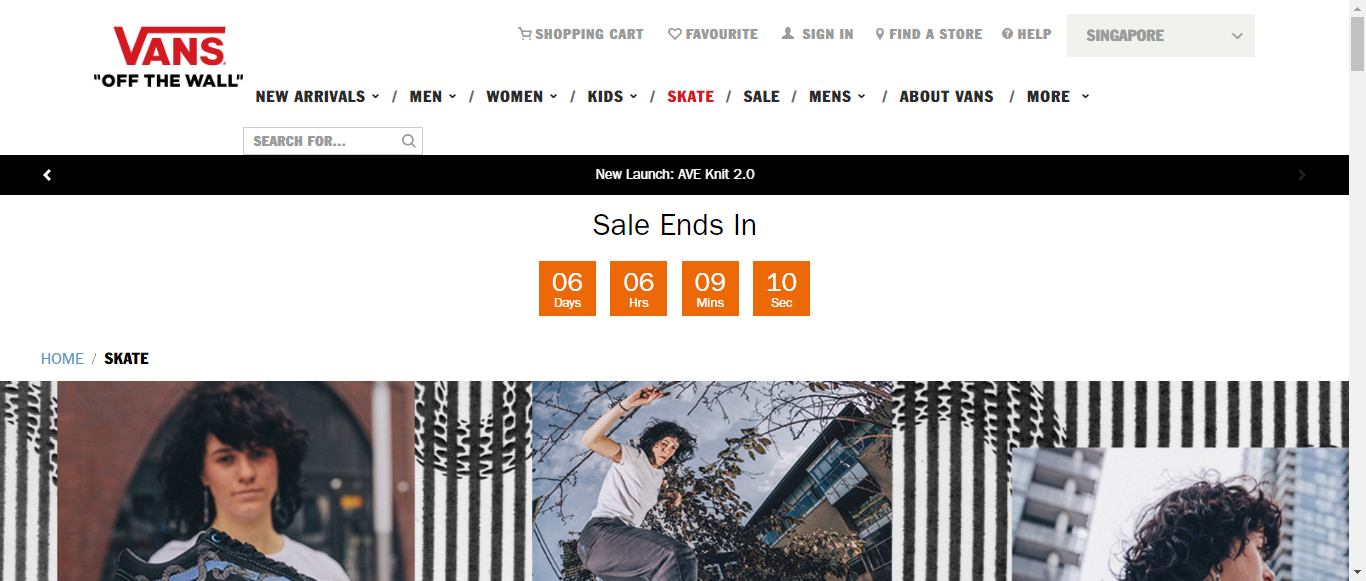 SHOPPING CART FAVOURITE SIGN IN FIND A STORE HELP SINGAPORE
VANS
"OFF THE WALL"
NEW ARRIVALS / MEN / WOMEN / KIDS / SKATE / SALE / MENS / ABOUT VANS / MORE
SEARCH FOR...
New Launch: AVE Knit 2.0
Sale Ends In
06 06 09 10
Days Hrs Mins Sec
HOME / SKATE